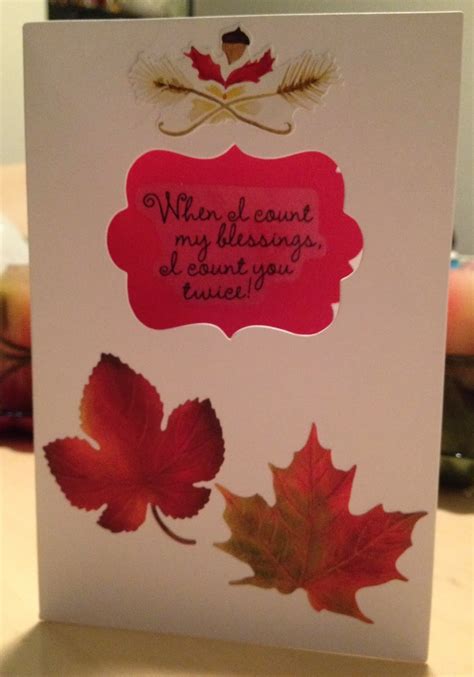 When I count
my blessings,
I count you
twice!